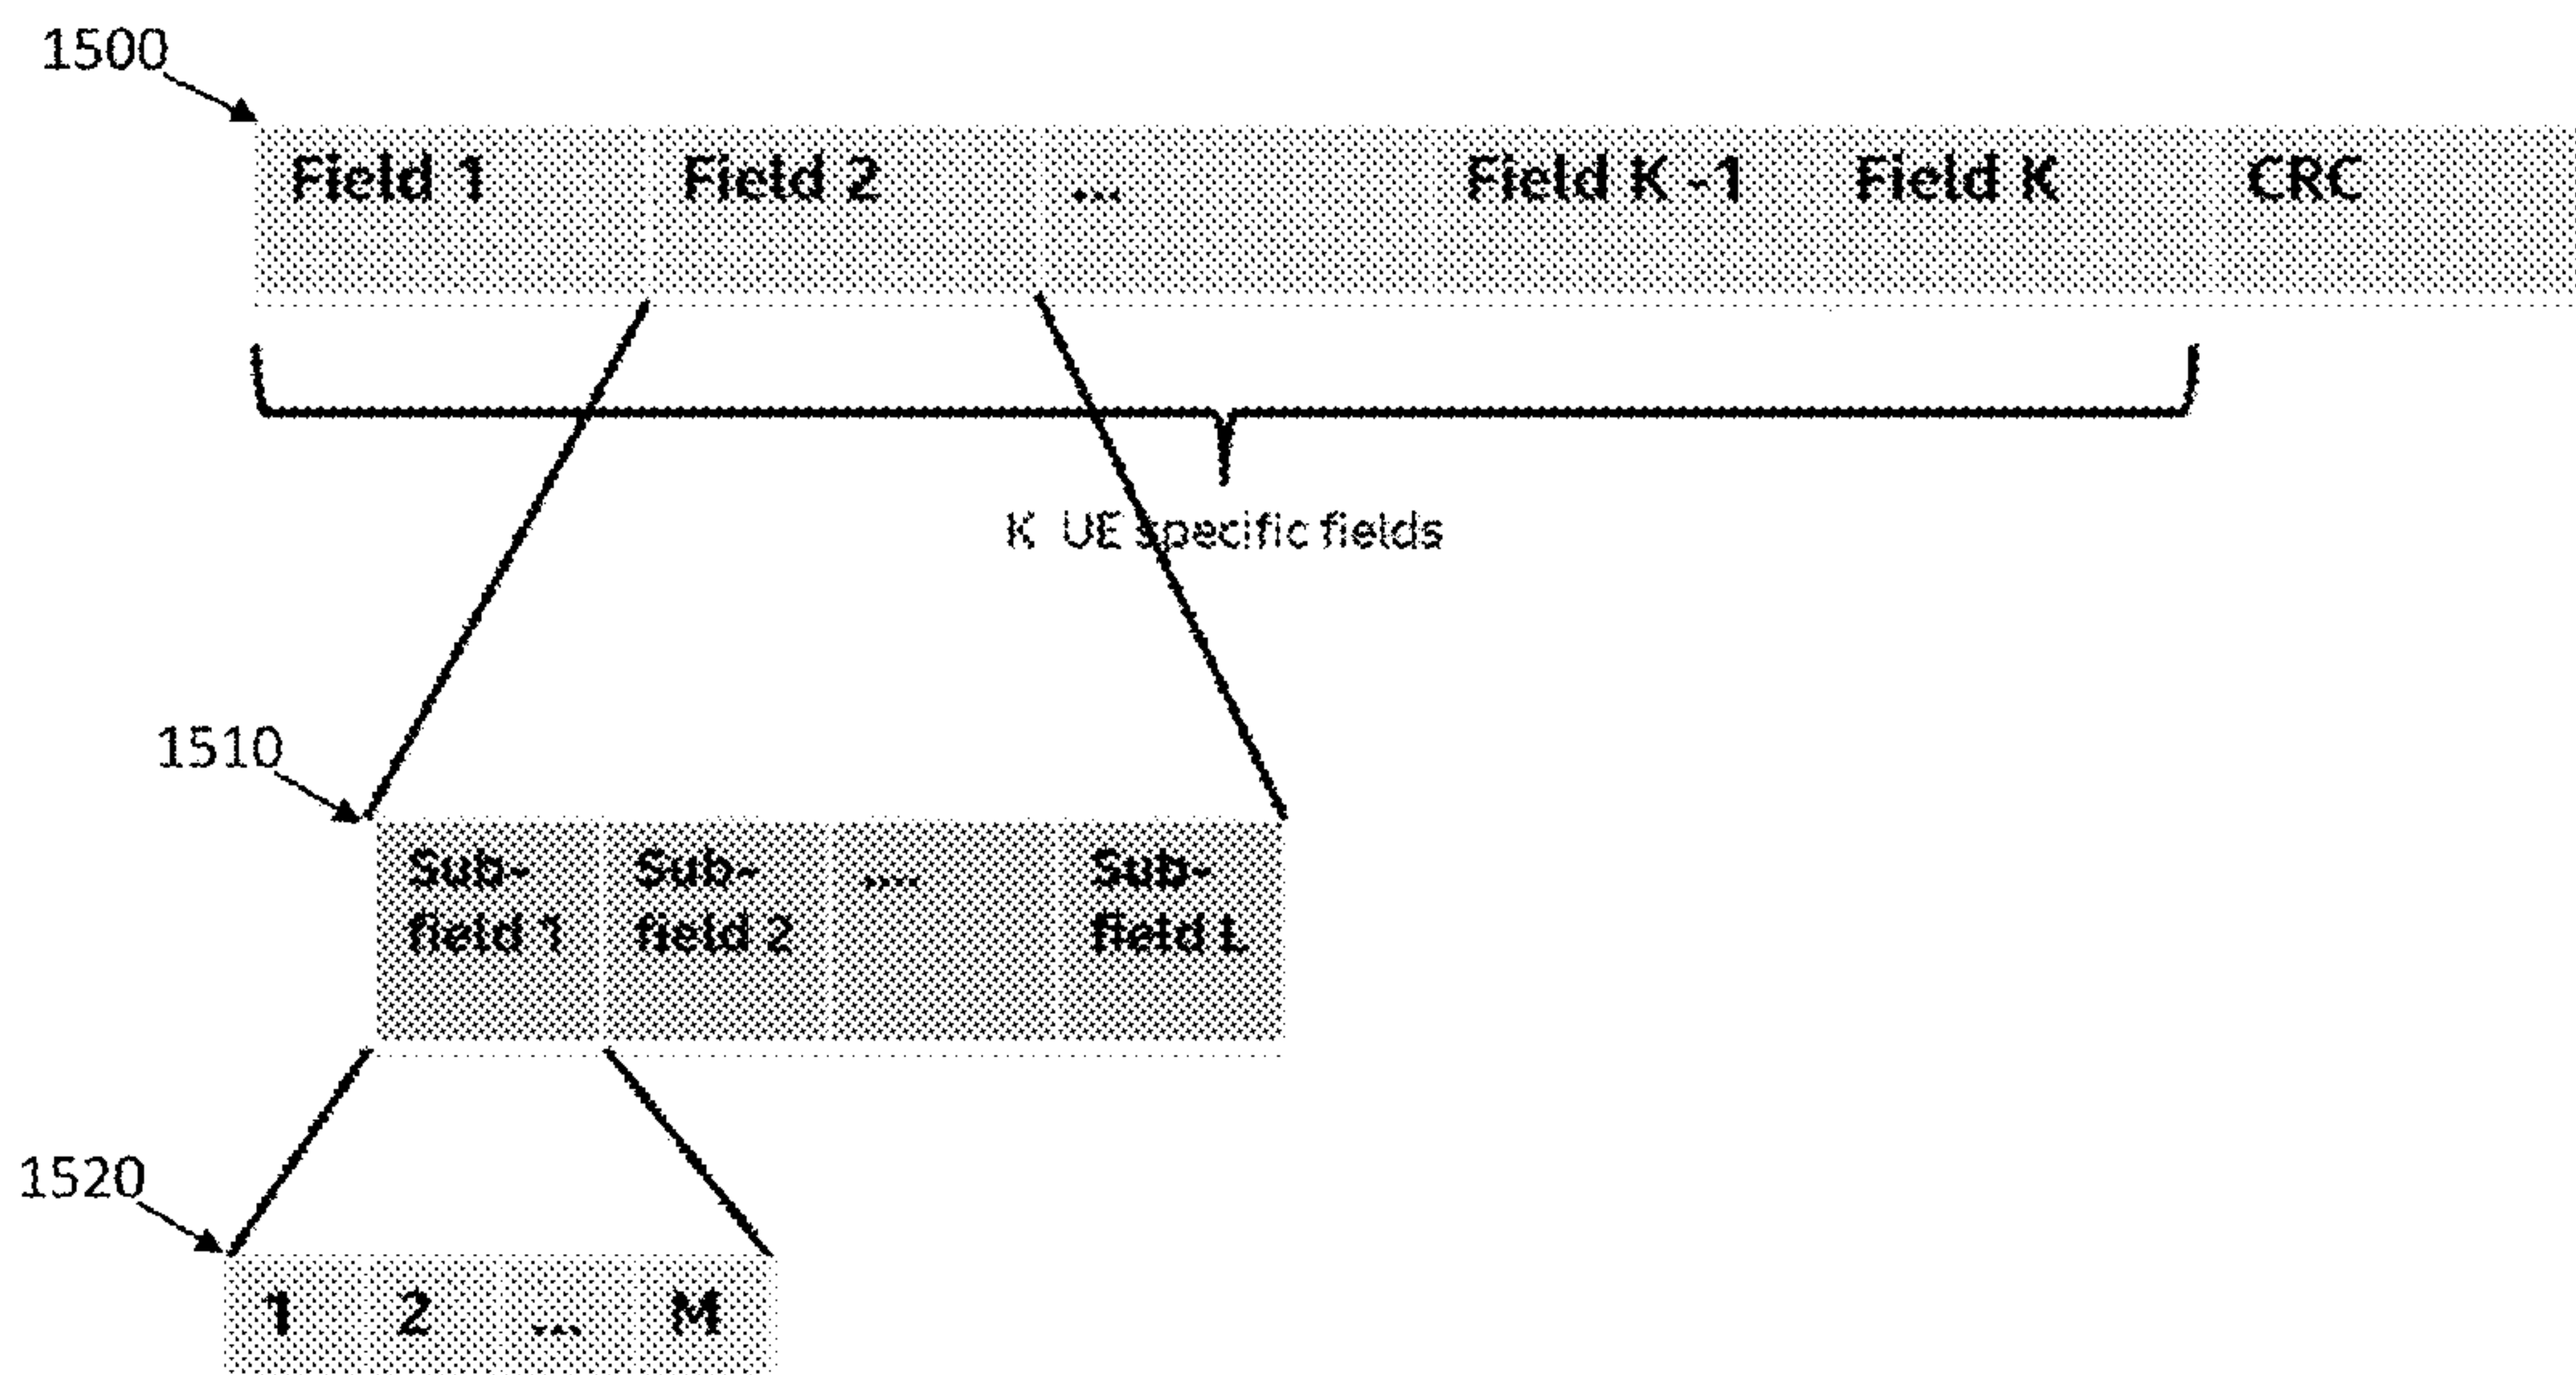 1500
Field 1 Field 2 ... Field K -1 Field K CRC
K UE specific fields
1510
Sub- Sub- .... Sub-
field 1 field 2 field L
1520
1 2 ... M